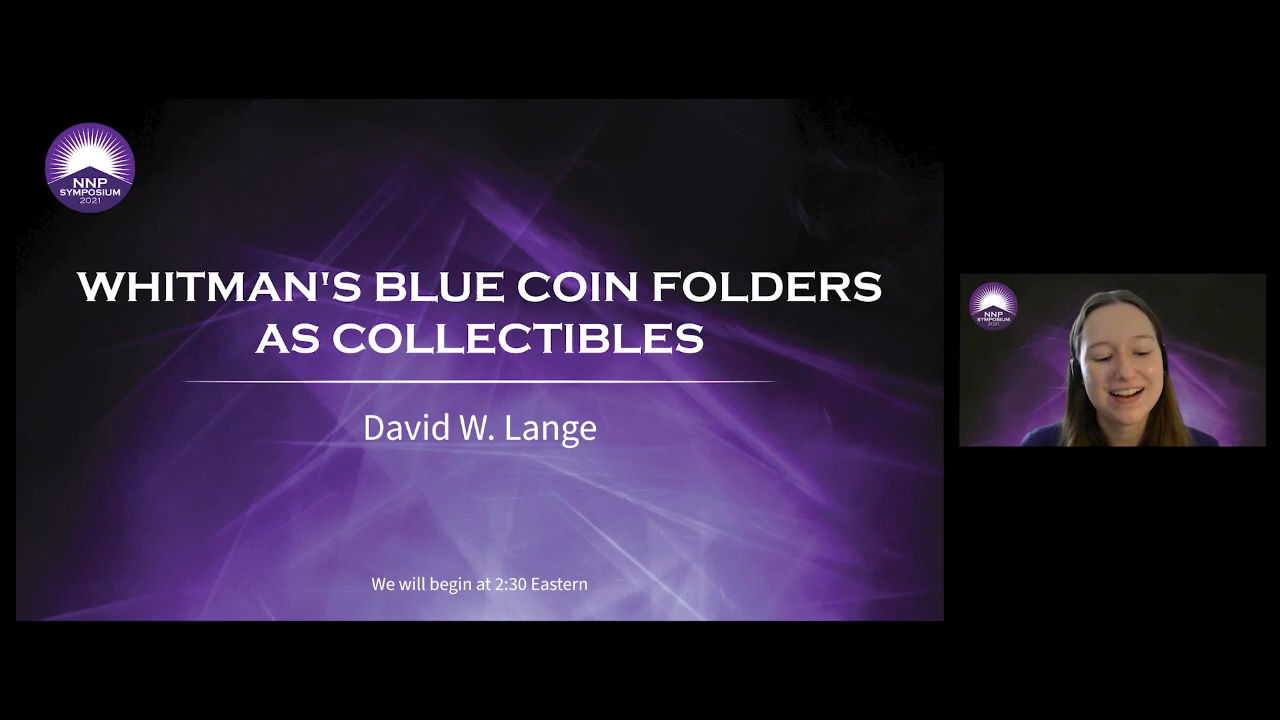 NNP
SYMPOSIUM
2021
WHITMAN'S BLUE COIN FOLDERS
AS COLLECTIBLES
David W. Lange
We will begin at 2:30 Eastern
NNP
SYMPOSIUM
2021